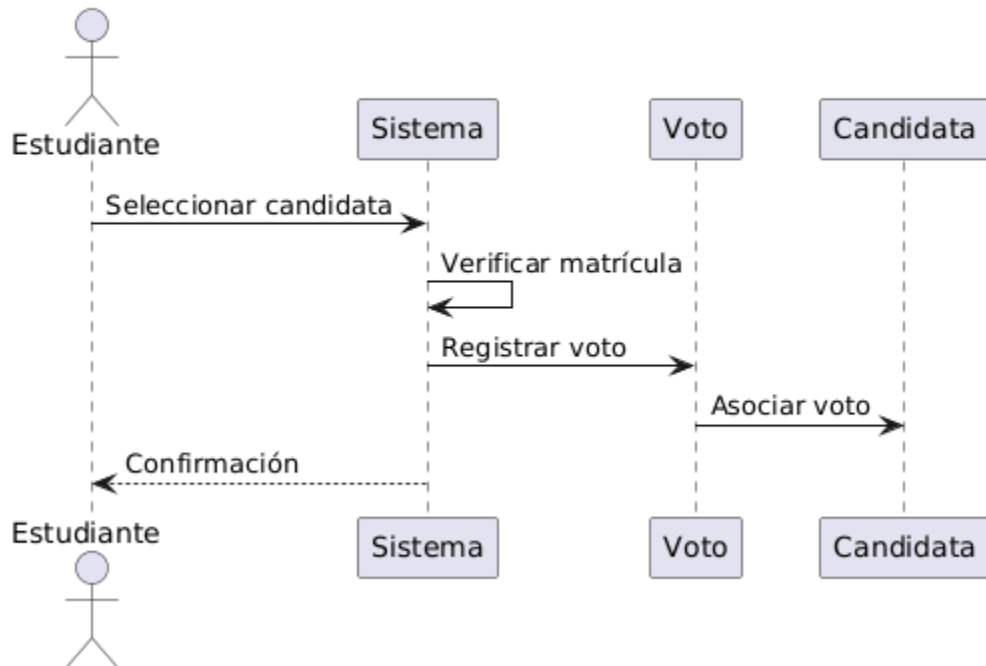 Estudiante
Sistema
Voto
Candidata
Seleccionar candidata
Verificar matrícula
Registrar voto
Asociar voto
Confirmación
Estudiante
Sistema
Voto
Candidata